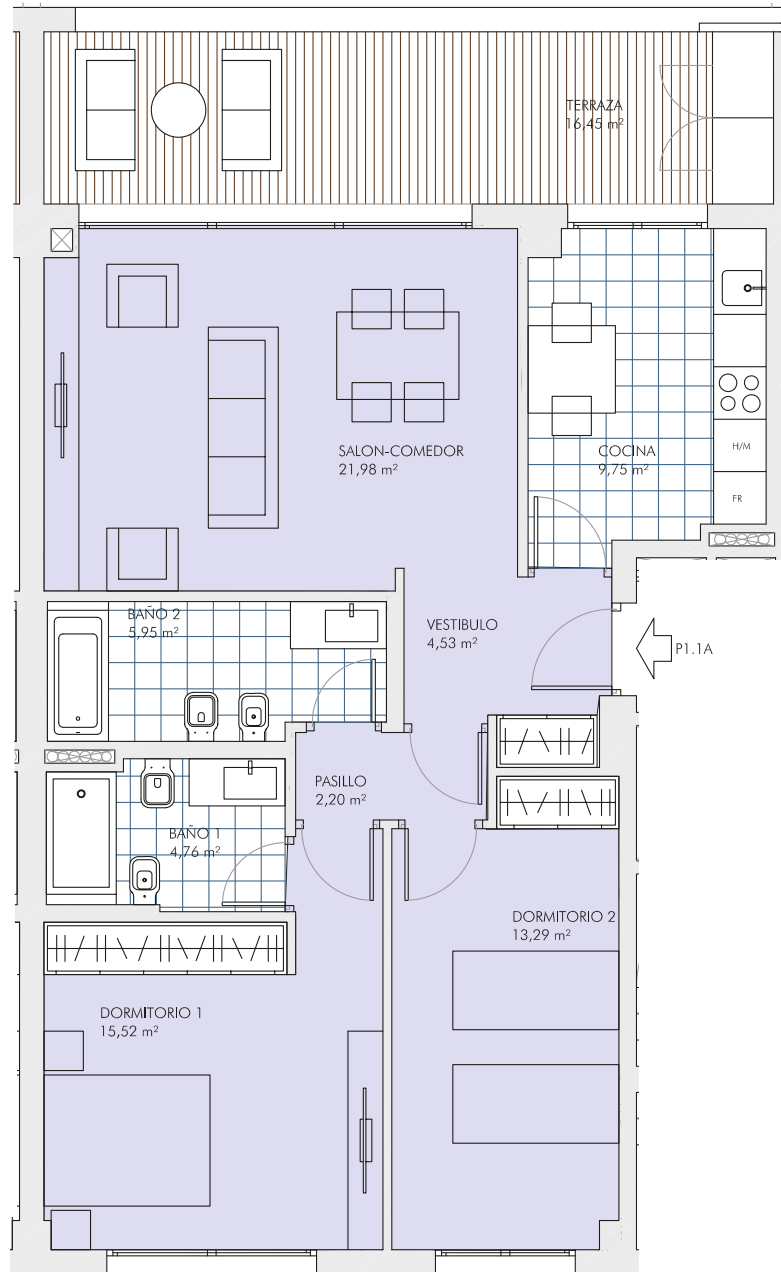 TERRAZA
16,45 m²
SALON-COMEDOR
21,98 m²
COCINA
9,75 m²
H/M
FR
BAÑO 2
5,95 m²
VESTIBULO
4,53 m²
P1.1A
PASILLO
2,20 m²
BAÑO 1
4,76 m²
DORMITORIO 2
13,29 m²
DORMITORIO 1
15,52 m²